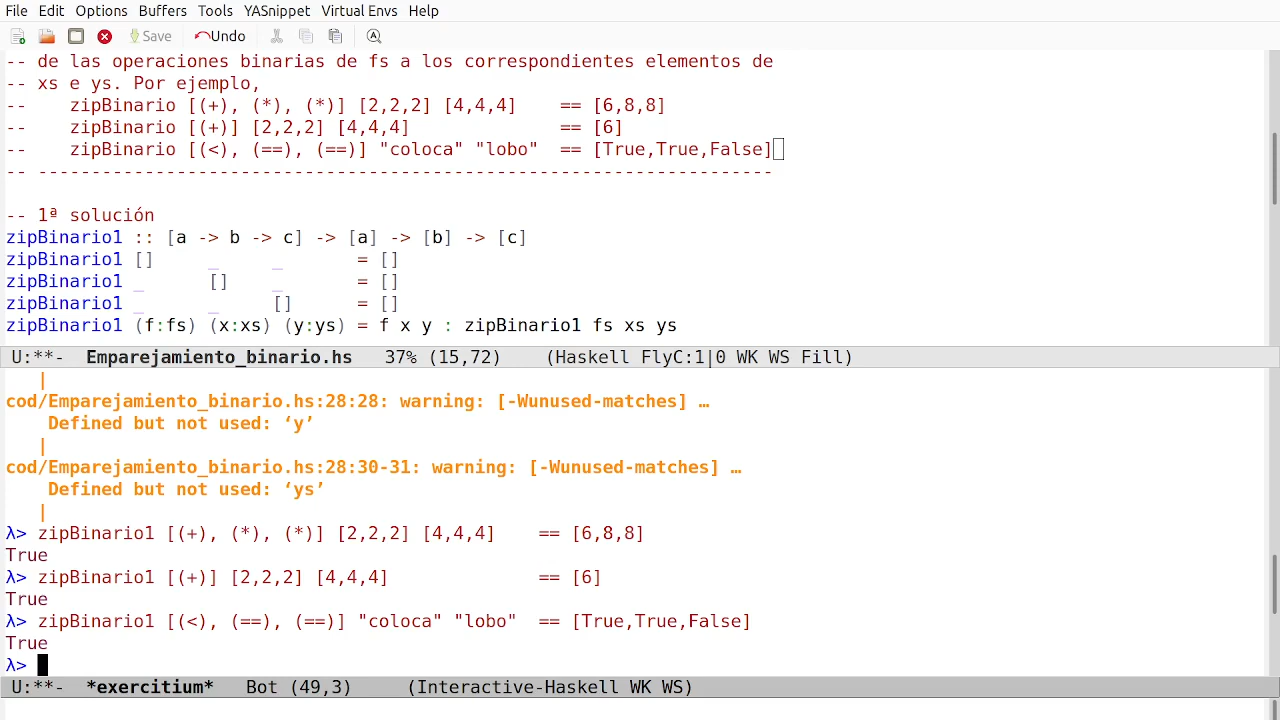 File Edit Options Buffers Tools YASnippet Virtual Envs Help
Save Undo
-- de las operaciones binarias de fs a los correspondientes elementos de
-- xs e ys. Por ejemplo,
--    zipBinario [(+), (*), (*)] [2,2,2] [4,4,4]    == [6,8,8]
--    zipBinario [(+)] [2,2,2] [4,4,4]              == [6]
--    zipBinario [(<), (==), (==)] "coloca" "lobo"  == [True,True,False]
-- ---------------------------------------------------------------------
-- 1ª solución
zipBinario1 :: [a -> b -> c] -> [a] -> [b] -> [c]
zipBinario1 []     _     _       = []
zipBinario1 _      []    _       = []
zipBinario1 _      _     []      = []
zipBinario1 (f:fs) (x:xs) (y:ys) = f x y : zipBinario1 fs xs ys
U:**-  Emparejamiento_binario.hs   37% (15,72)    (Haskell FlyC:1|0 WK WS Fill)
|
cod/Emparejamiento_binario.hs:28:28: warning: [-Wunused-matches] …
    Defined but not used: ‘y’
|
cod/Emparejamiento_binario.hs:28:30-31: warning: [-Wunused-matches] …
    Defined but not used: ‘ys’
|
λ> zipBinario1 [(+), (*), (*)] [2,2,2] [4,4,4]    == [6,8,8]
True
λ> zipBinario1 [(+)] [2,2,2] [4,4,4]              == [6]
True
λ> zipBinario1 [(<), (==), (==)] "coloca" "lobo"  == [True,True,False]
True
λ>
U:**-  *exercitium*   Bot (49,3)     (Interactive-Haskell WK WS)